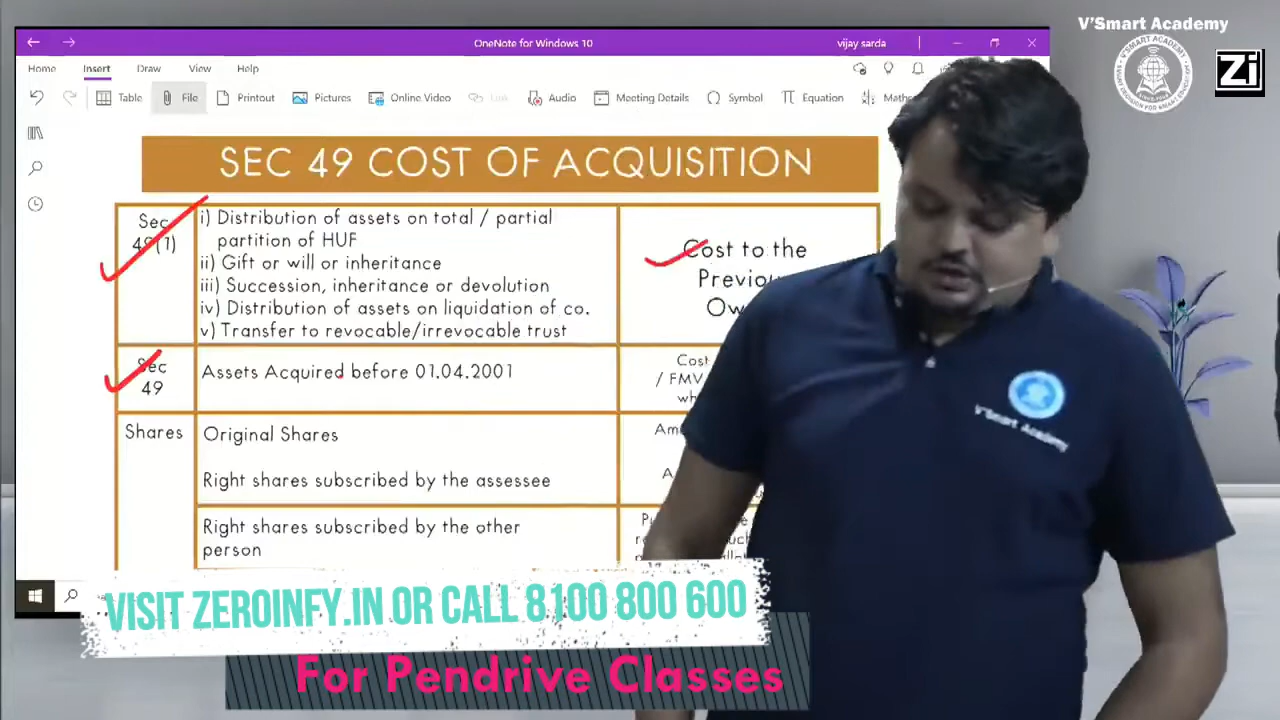 V'Smart Academy
OneNote for Windows 10
vijay sarda
Home Insert Draw View Help
Table File Printout Pictures Online Video Link Audio Meeting Details Symbol Equation
Zi
SEC 49 COST OF ACQUISITION
Sec 49(1)
i) Distribution of assets on total / partial
partition of HUF
ii) Gift or will or inheritance
iii) Succession, inheritance or devolution
iv) Distribution of assets on liquidation of co.
v) Transfer to revocable/irrevocable trust
Cost to the
Sec
49
Assets Acquired before 01.04.2001
Cost
/ FMV
Shares
Original Shares
Right shares subscribed by the assessee
Right shares subscribed by the other
person
V'Smart Academy
VISIT ZEROINFY.IN OR CALL 8100 800 600
For Pendrive Classes